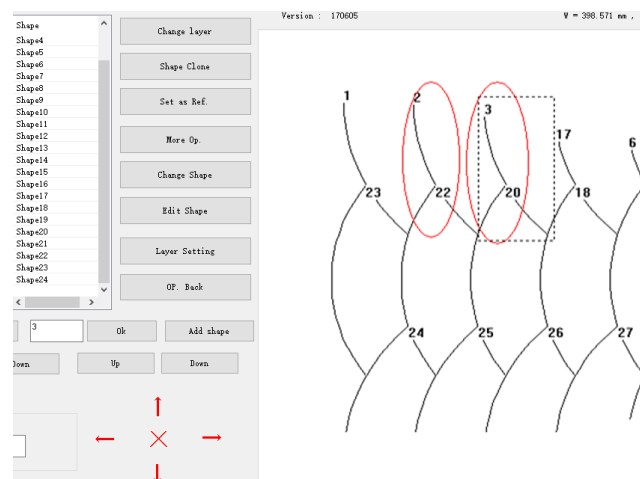 Version : 170605
W = 398.571 mm ,
Shape
Shape4
Shape5
Shape6
Shape7
Shape8
Shape9
Shape10
Shape11
Shape12
Shape13
Shape14
Shape15
Shape16
Shape17
Shape18
Shape19
Shape20
Shape21
Shape22
Shape23
Shape24
Change layer
Shape Clone
Set as Ref.
More Op.
Change Shape
Edit Shape
Layer Setting
OP. Back
3
Ok
Add shape
Down
Up
Down
1
2
3
17
6
23
22
20
18
24
25
26
27